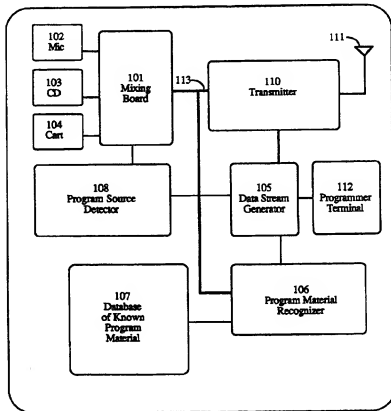 102
Mic
103
CD
104
Cart
101
Mixing
Board
113
110
Transmitter
111
108
Program Source
Detector
105
Data Stream
Generator
112
Programmer
Terminal
107
Database
of Known
Program
Material
106
Program Material
Recognizer